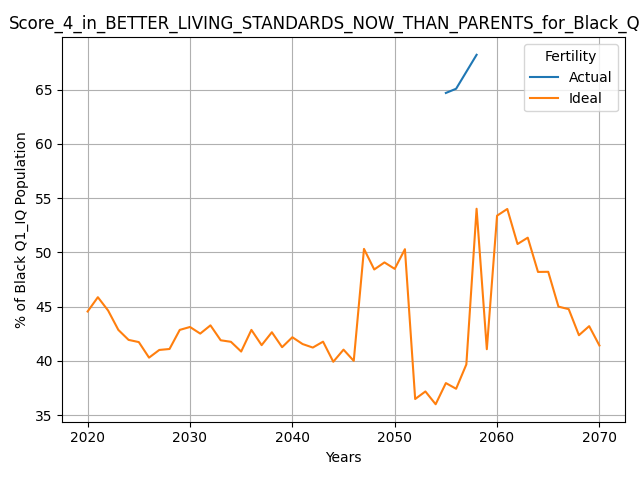 Score_4_in_BETTER_LIVING_STANDARDS_NOW_THAN_PARENTS_for_Black_Q
Fertility
Actual
Ideal
% of Black Q1_IQ Population
65
60
55
50
45
40
35
2020 2030 2040 2050 2060 2070
Years